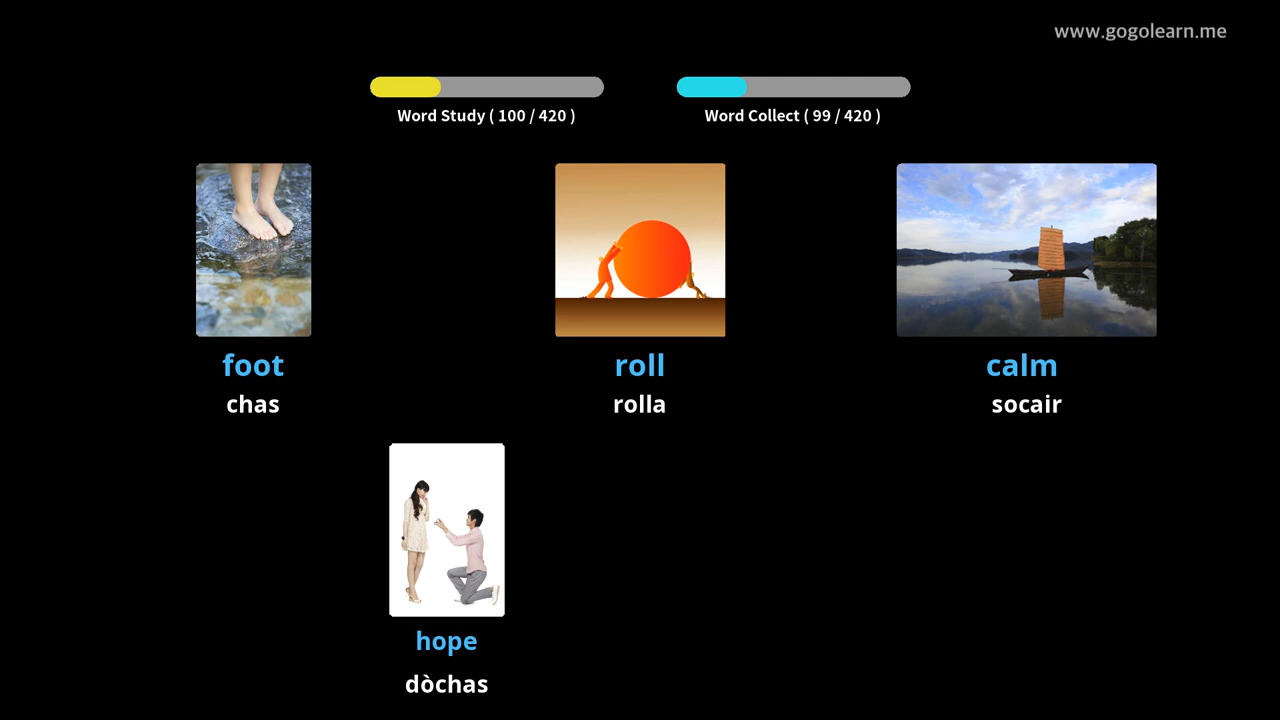 www.gogolearn.me
Word Study ( 100 / 420 )
Word Collect ( 99 / 420 )
foot
chas
roll
rolla
calm
socair
hope
dòchas